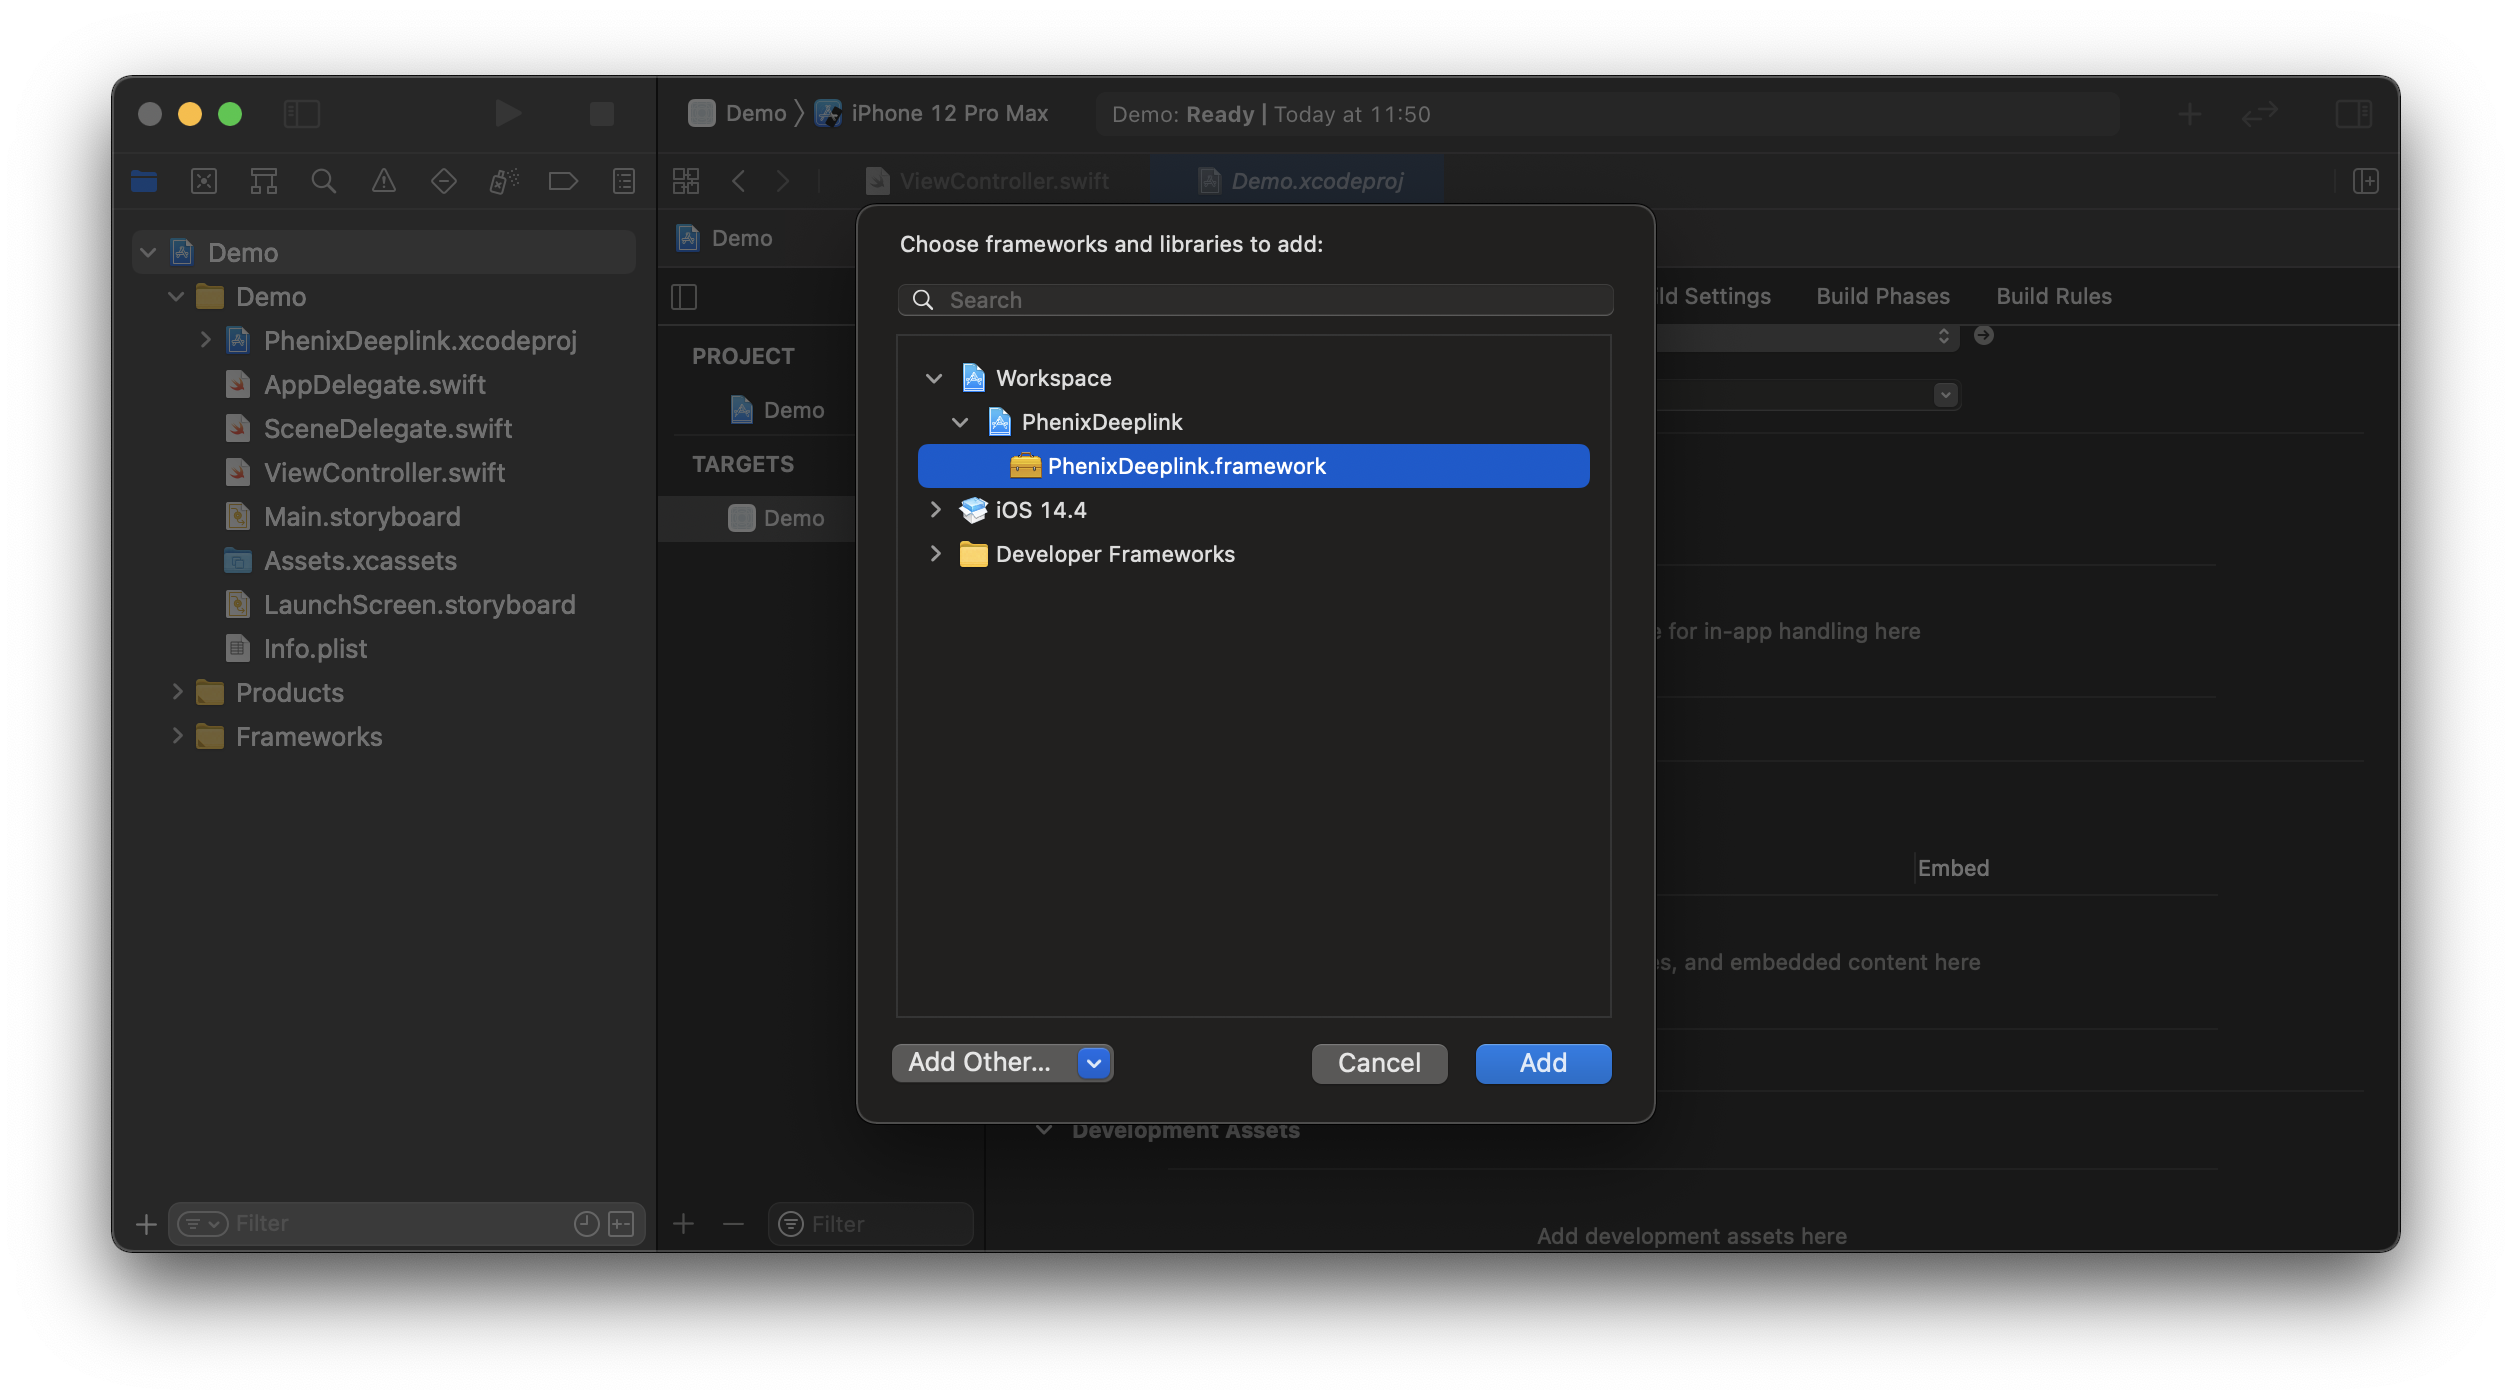 Demo
iPhone 12 Pro Max
Demo: Ready | Today at 11:50
ViewController.swift
Demo.xcodeproj
Demo
Demo
PhenixDeeplink.xcodeproj
AppDelegate.swift
SceneDelegate.swift
ViewController.swift
Main.storyboard
Assets.xcassets
LaunchScreen.storyboard
Info.plist
Products
Frameworks
Filter
Demo
PROJECT
Demo
TARGETS
Demo
Filter
Choose frameworks and libraries to add:
Search
Workspace
PhenixDeeplink
PhenixDeeplink.framework
iOS 14.4
Developer Frameworks
Add Other...
Cancel
Add
ld Settings
Build Phases
Build Rules
for in-app handling here
Embed
es, and embedded content here
Development Assets
Add development assets here